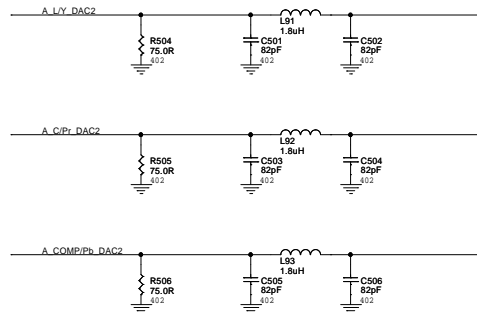 A_L/Y_DAC2
L91
1.8uH
R504
75.0R
402
C501
82pF
402
C502
82pF
402
A_C/Pr_DAC2
L92
1.8uH
R505
75.0R
402
C503
82pF
402
C504
82pF
402
A_COMP/Pb_DAC2
L93
1.8uH
R506
75.0R
402
C505
82pF
402
C506
82pF
402